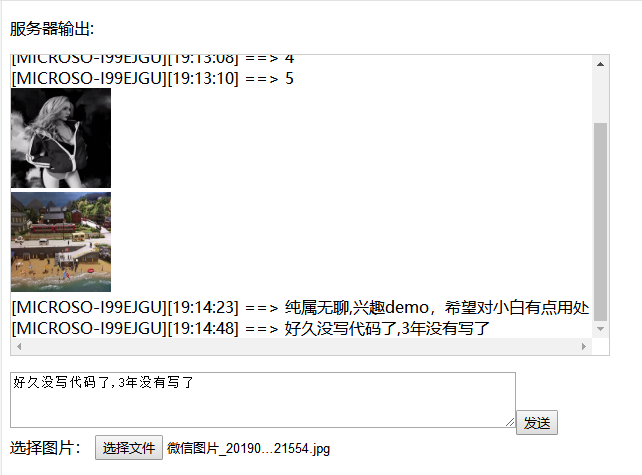 服务器输出:
[MICROSO-I99EJGU][19:13:08] ==> 4
[MICROSO-I99EJGU][19:13:10] ==> 5
[MICROSO-I99EJGU][19:14:23] ==> 纯属无聊,兴趣demo，希望对小白有点用处
[MICROSO-I99EJGU][19:14:48] ==> 好久没写代码了,3年没有写了
好久没写代码了,3年没有写了
发送
选择图片： 选择文件 微信图片_20190...21554.jpg